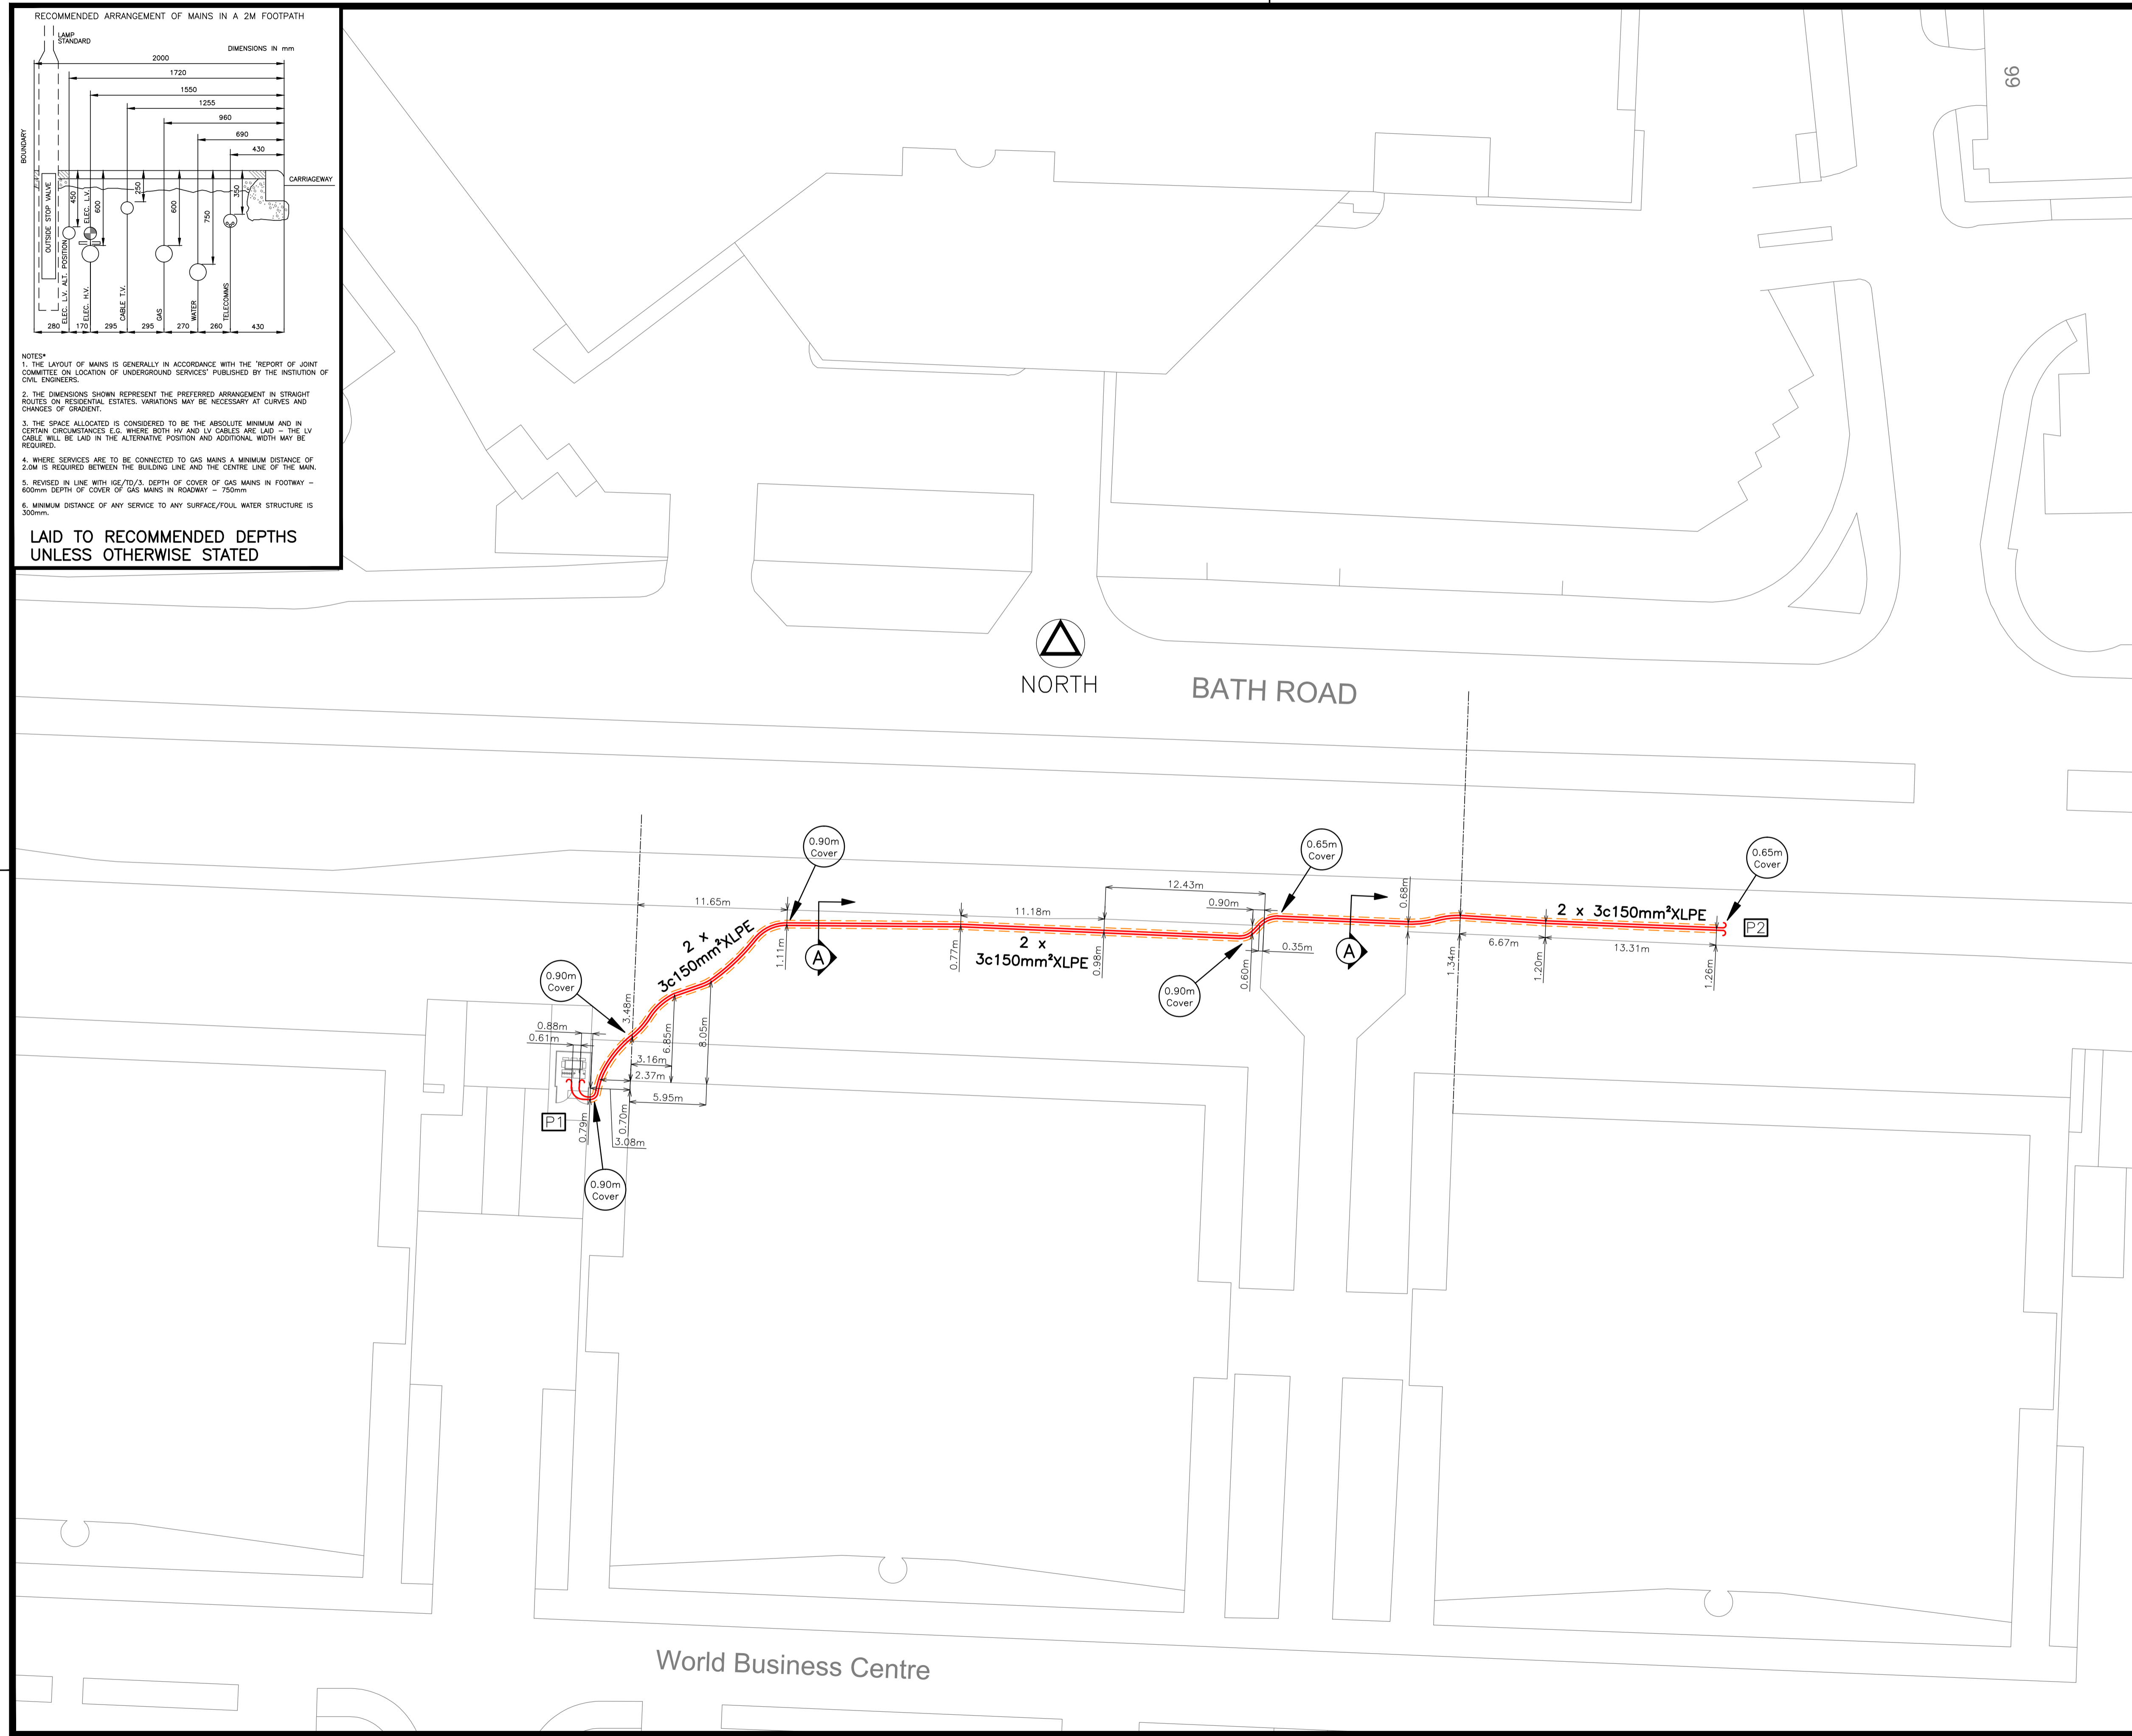 RECOMMENDED ARRANGEMENT OF MAINS IN A 2M FOOTPATH
LAMP
STANDARD
DIMENSIONS IN mm
2000
1720
1550
1255
960
690
430
BOUNDARY
CARRIAGEWAY
OUTSIDE STOP VALVE
450
ELEC. L.V.
600
250
600
750
350
ELEC. L.V. ALT. POSITION
ELEC. H.V.
CABLE T.V.
GAS
WATER
TELECOMMS
280
170
295
295
270
260
430
NOTES*
1. THE LAYOUT OF MAINS IS GENERALLY IN ACCORDANCE WITH THE 'REPORT OF JOINT
COMMITTEE ON LOCATION OF UNDERGROUND SERVICES' PUBLISHED BY THE INSTIUTION OF
CIVIL ENGINEERS.
2. THE DIMENSIONS SHOWN REPRESENT THE PREFERRED ARRANGEMENT IN STRAIGHT
ROUTES ON RESIDENTIAL ESTATES. VARIATIONS MAY BE NECESSARY AT CURVES AND
CHANGES OF GRADIENT.
3. THE SPACE ALLOCATED IS CONSIDERED TO BE THE ABSOLUTE MINIMUM AND IN
CERTAIN CIRCUMSTANCES E.G. WHERE BOTH HV AND LV CABLES ARE LAID – THE LV
CABLE WILL BE LAID IN THE ALTERNATIVE POSITION AND ADDITIONAL WIDTH MAY BE
REQUIRED.
4. WHERE SERVICES ARE TO BE CONNECTED TO GAS MAINS A MINIMUM DISTANCE OF
2.0M IS REQUIRED BETWEEN THE BUILDING LINE AND THE CENTRE LINE OF THE MAIN.
5. REVISED IN LINE WITH IGE/TD/3. DEPTH OF COVER OF GAS MAINS IN FOOTWAY –
600mm DEPTH OF COVER OF GAS MAINS IN ROADWAY – 750mm
6. MINIMUM DISTANCE OF ANY SERVICE TO ANY SURFACE/FOUL WATER STRUCTURE IS
300mm.
LAID TO RECOMMENDED DEPTHS
UNLESS OTHERWISE STATED
99
NORTH
BATH ROAD
0.90m
Cover
0.65m
Cover
0.65m
Cover
12.43m
11.65m
0.90m
0.68m
11.18m
2 x 3c150mm²XLPE
P2
2 x
3c150mm²XLPE
2 x
3c150mm²XLPE
1.11m
0.77m
0.98m
0.60m
0.35m
1.34m
6.67m
1.20m
13.31m
1.26m
0.90m
Cover
0.90m
Cover
3.48m
0.88m
0.61m
6.85m
8.05m
3.16m
2.37m
5.95m
P1
0.79m
0.70m
3.08m
0.90m
Cover
A
A
World Business Centre